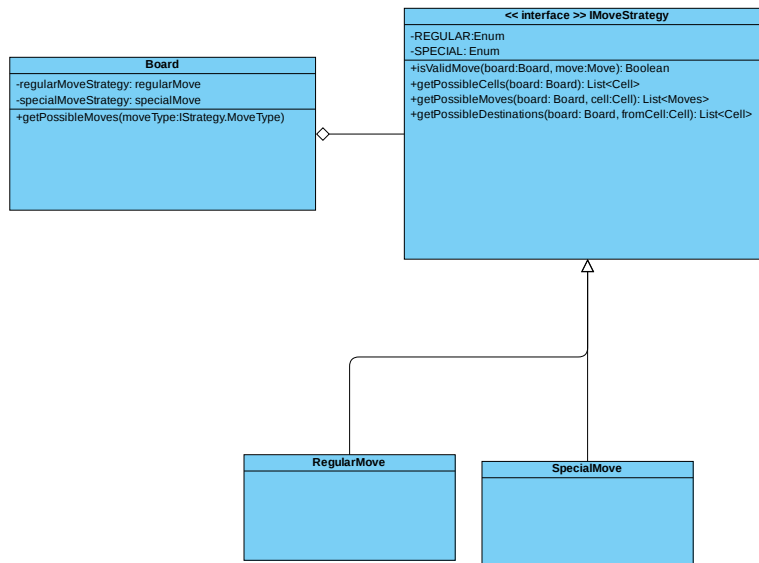 Board
-regularMoveStrategy: regularMove
-specialMoveStrategy: specialMove
+getPossibleMoves(moveType:IStrategy.MoveType)
<< interface >> IMoveStrategy
-REGULAR:Enum
-SPECIAL: Enum
+isValidMove(board:Board, move:Move): Boolean
+getPossibleCells(board: Board): List<Cell>
+getPossibleMoves(board: Board, cell:Cell): List<Moves>
+getPossibleDestinations(board: Board, fromCell:Cell): List<Cell>
RegularMove
SpecialMove